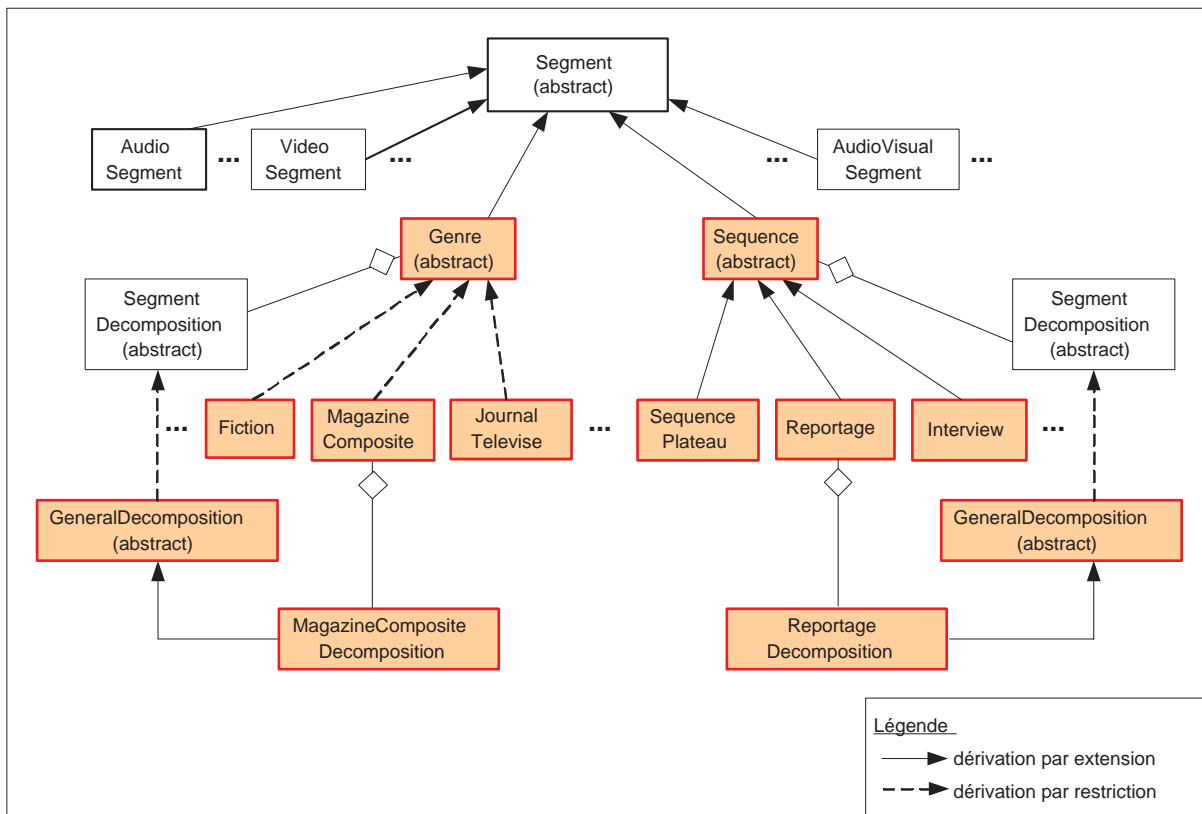 Segment
(abstract)
Audio
Segment
...
Video
Segment
...
...
AudioVisual
Segment
...
Genre
(abstract)
Sequence
(abstract)
Segment
Decomposition
(abstract)
Segment
Decomposition
(abstract)
...
Fiction
Magazine
Composite
Journal
Televise
...
Sequence
Plateau
Reportage
Interview
...
GeneralDecomposition
(abstract)
GeneralDecomposition
(abstract)
MagazineComposite
Decomposition
Reportage
Decomposition
Légende
dérivation par extension
dérivation par restriction